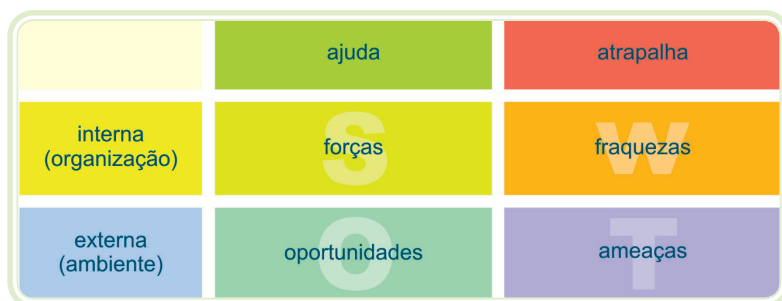 ajuda atrapalha
interna
(organização)
S forças
W fraquezas
externa
(ambiente)
O oportunidades
T ameaças